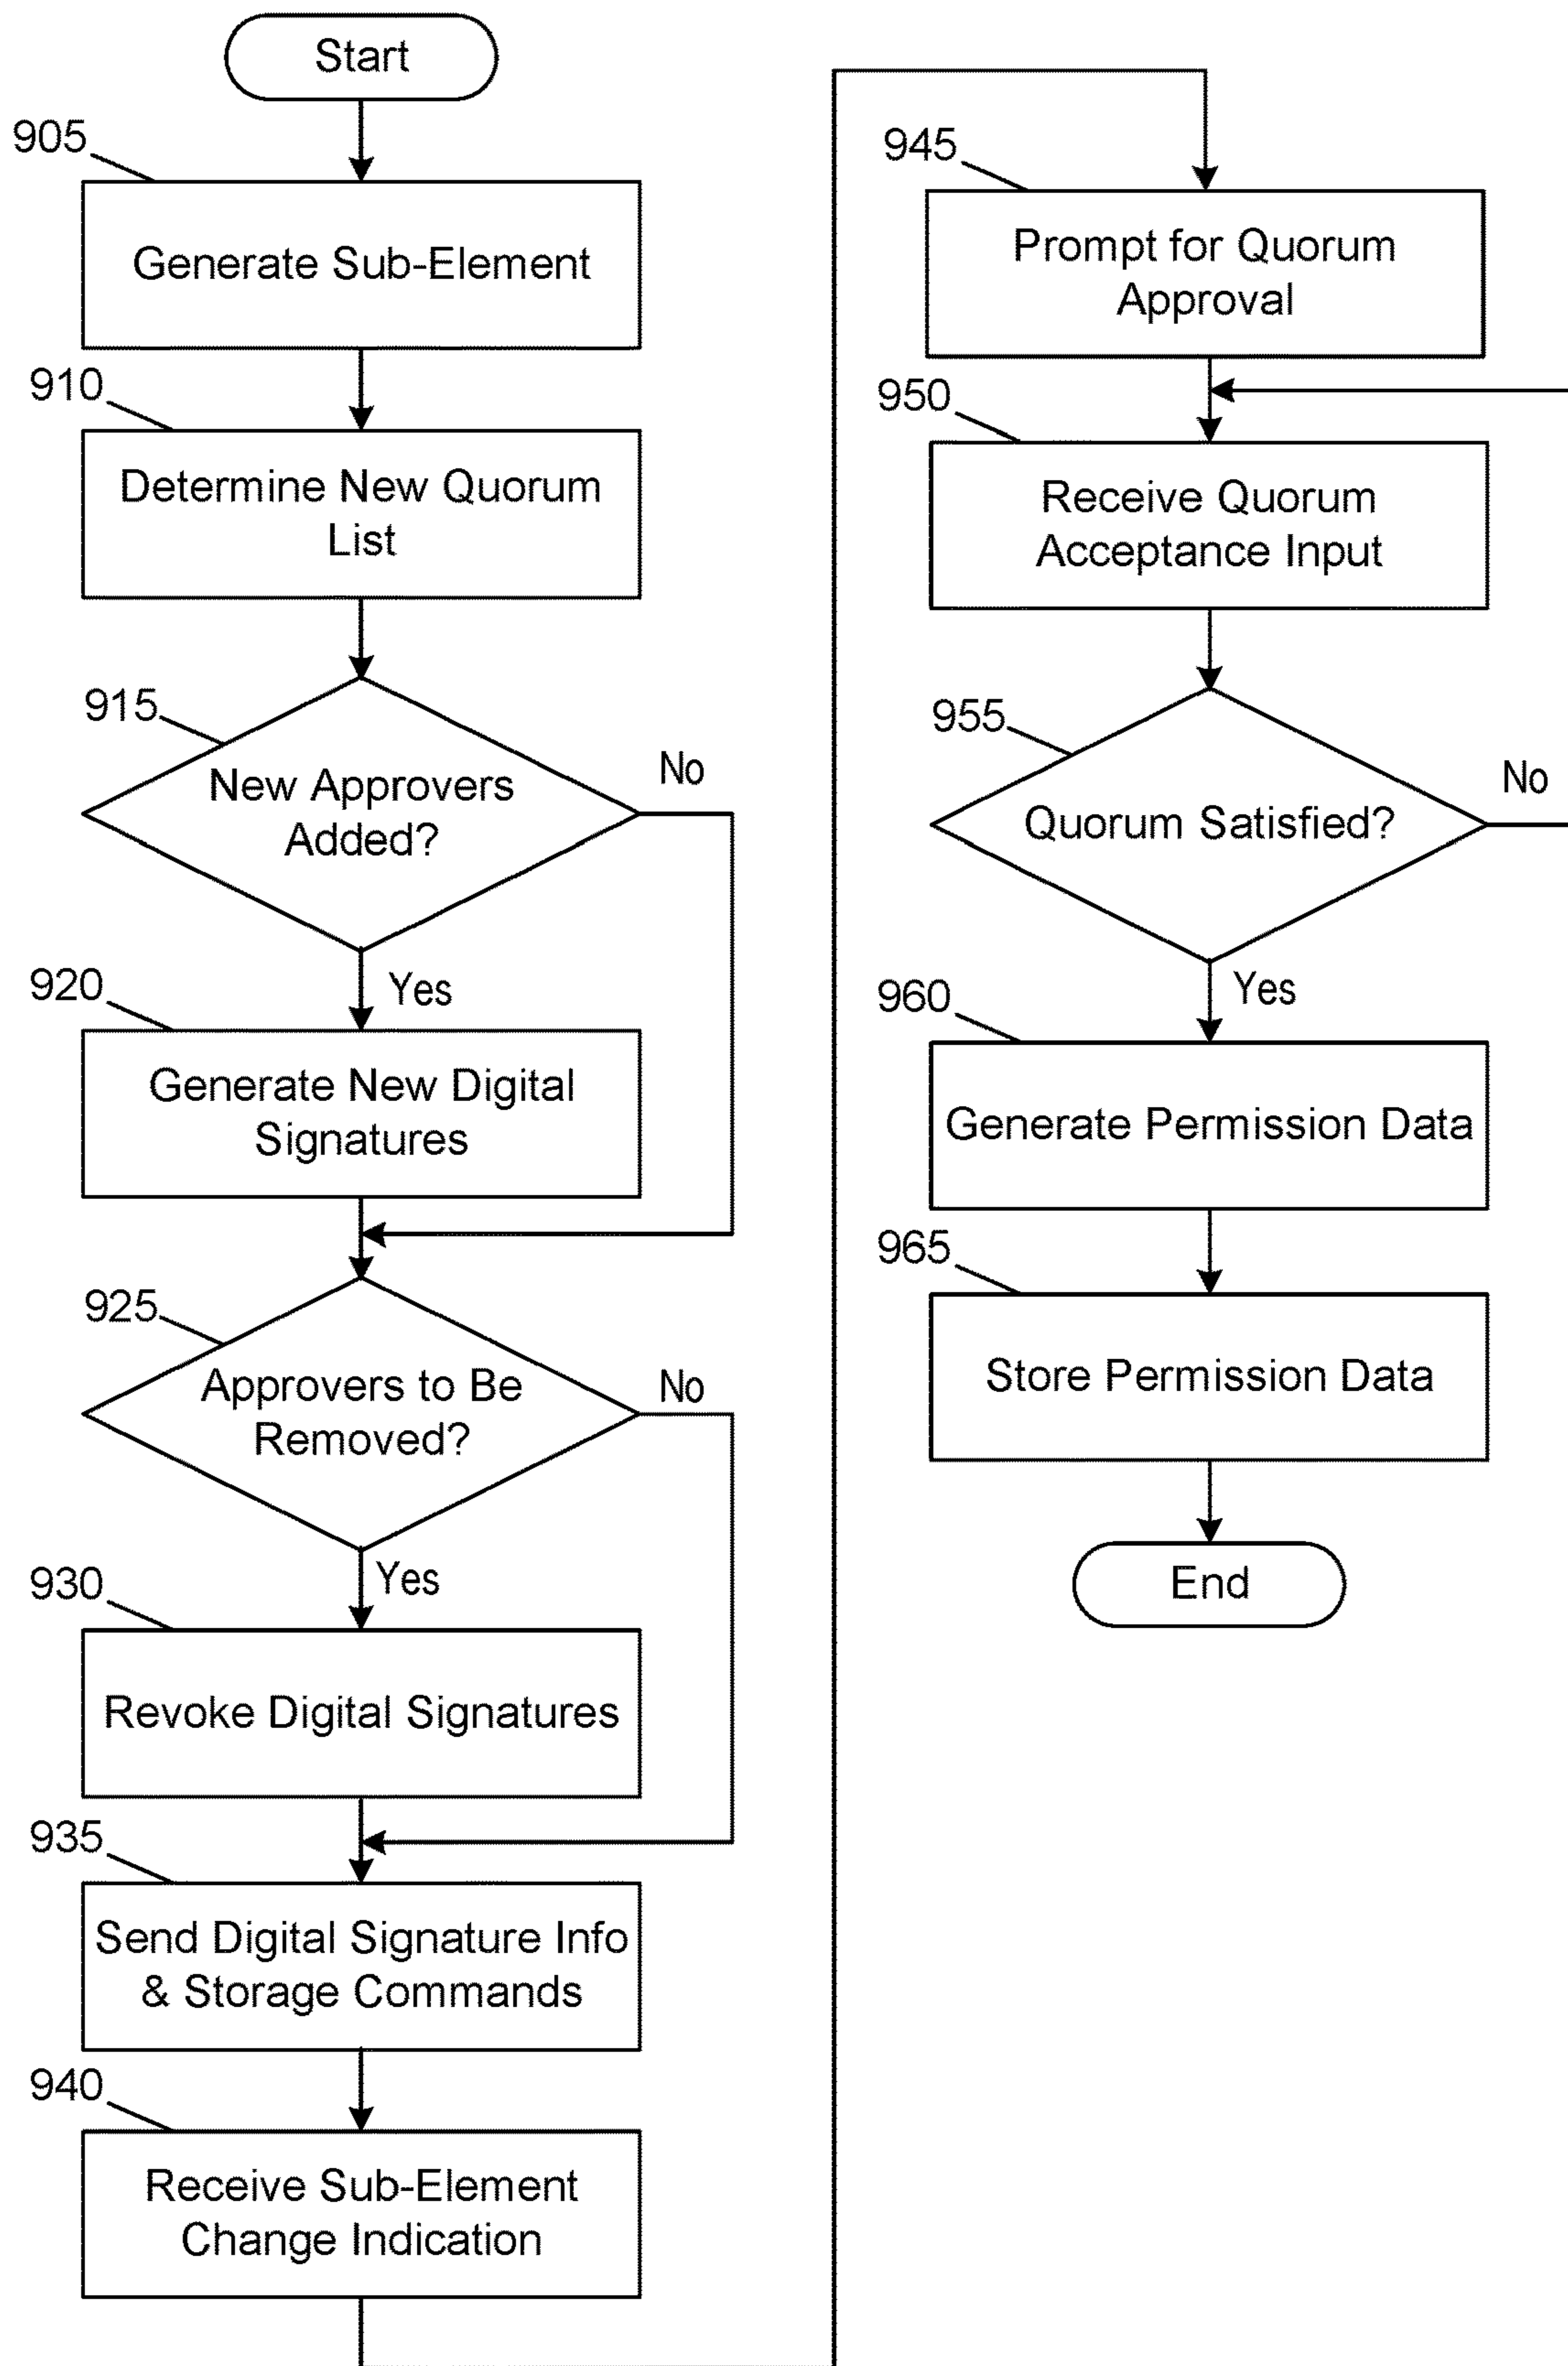 Start
905
Generate Sub-Element
910
Determine New Quorum
List
915
New Approvers
Added?
No
Yes
920
Generate New Digital
Signatures
925
Approvers to Be
Removed?
No
Yes
930
Revoke Digital Signatures
935
Send Digital Signature Info
& Storage Commands
940
Receive Sub-Element
Change Indication
945
Prompt for Quorum
Approval
950
Receive Quorum
Acceptance Input
955
Quorum Satisfied?
No
Yes
960
Generate Permission Data
965
Store Permission Data
End